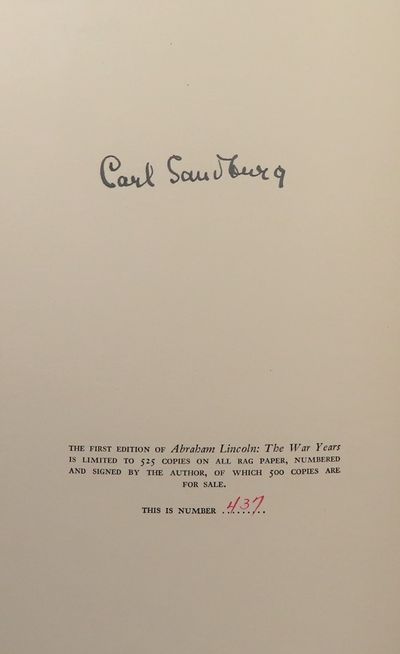 Carl Sandburg
THE FIRST EDITION OF Abraham Lincoln: The War Years
IS LIMITED TO 525 COPIES ON ALL RAG PAPER, NUMBERED
AND SIGNED BY THE AUTHOR, OF WHICH 500 COPIES ARE
FOR SALE.
THIS IS NUMBER 437